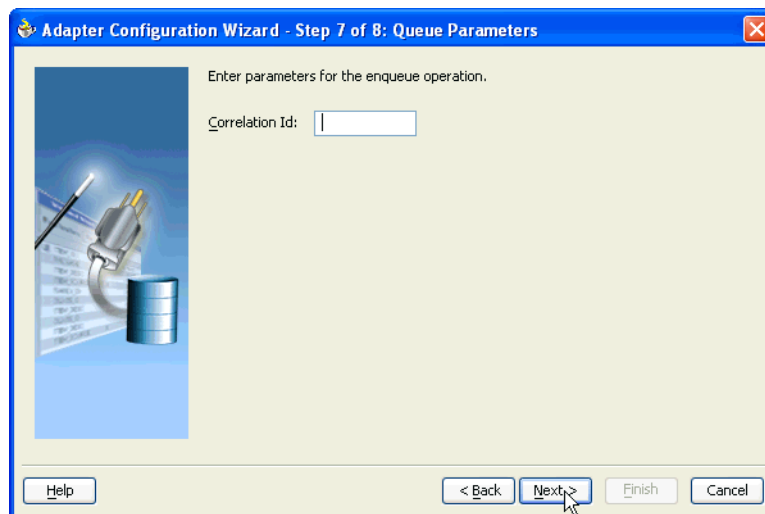 Adapter Configuration Wizard - Step 7 of 8: Queue Parameters
Enter parameters for the enqueue operation.
Correlation Id:
Help
< Back
Next >
Finish
Cancel